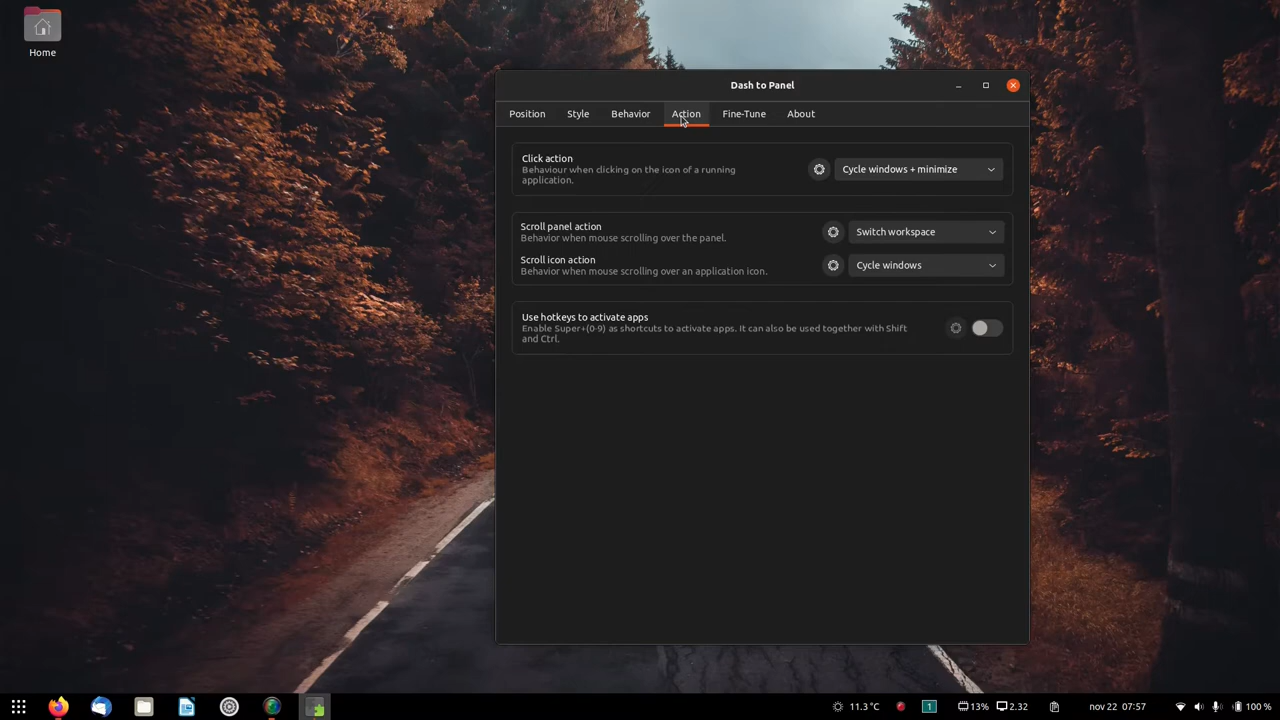 Home
Dash to Panel
Position Style Behavior Action Fine-Tune About
Click action
Behaviour when clicking on the icon of a running
application.
Cycle windows + minimize
Scroll panel action
Behavior when mouse scrolling over the panel.
Switch workspace
Scroll icon action
Behavior when mouse scrolling over an application icon.
Cycle windows
Use hotkeys to activate apps
Enable Super+(0-9) as shortcuts to activate apps. It can also be used together with Shift
and Ctrl.
11.3 °C 1 13% 2.32 nov 22 07:57 100 %